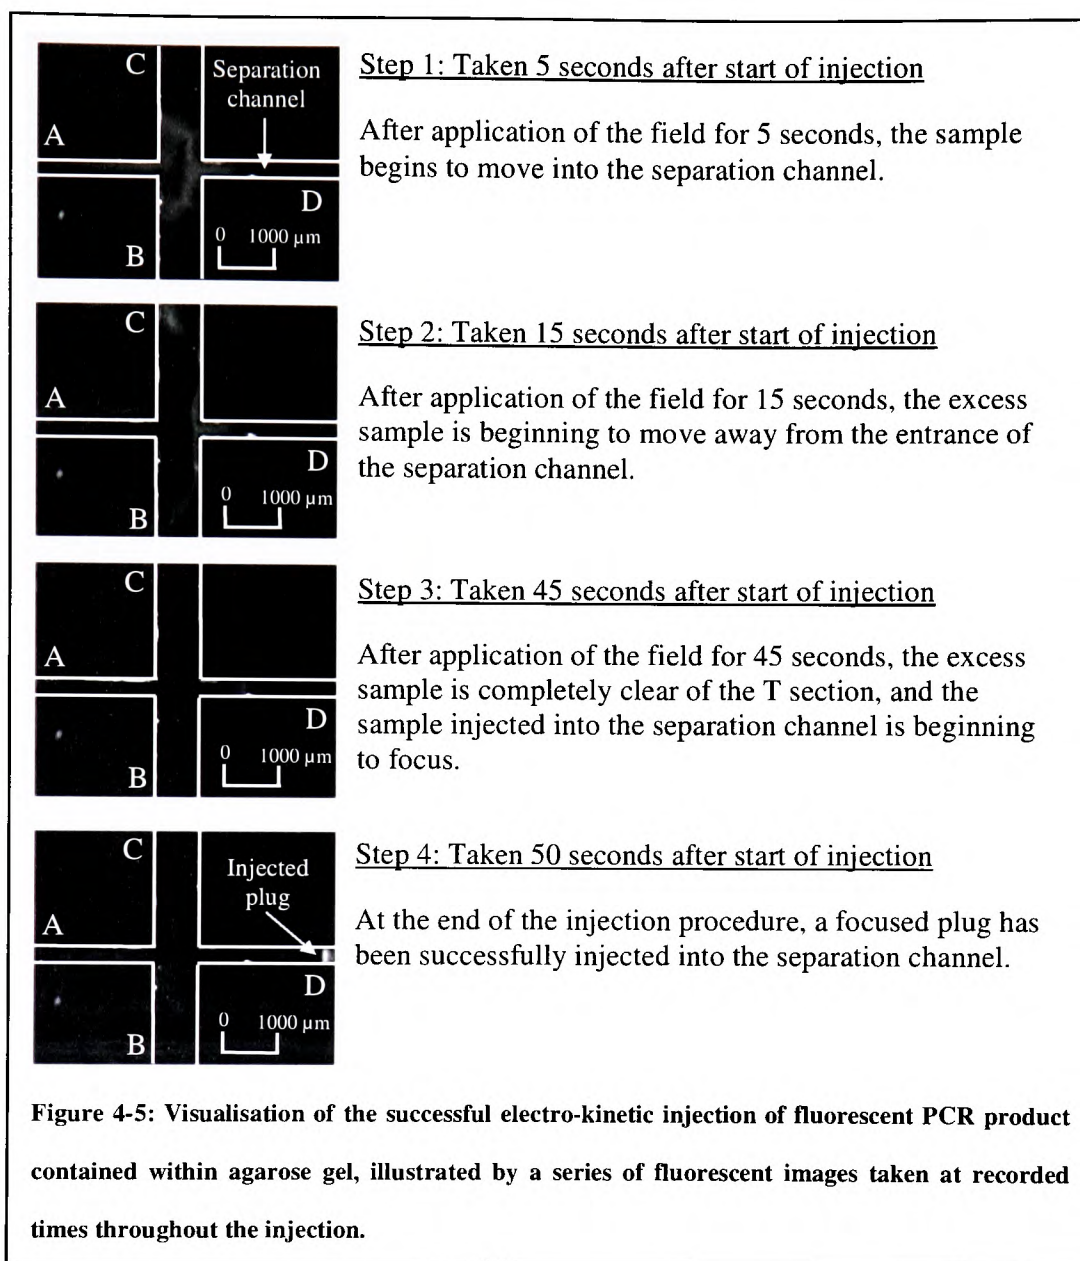 C
Separation
channel
A
D
0 1000 µm
B
Step 1: Taken 5 seconds after start of injection
After application of the field for 5 seconds, the sample
begins to move into the separation channel.
C
A
D
0 1000 µm
B
Step 2: Taken 15 seconds after start of injection
After application of the field for 15 seconds, the excess
sample is beginning to move away from the entrance of
the separation channel.
C
A
D
0 1000 µm
B
Step 3: Taken 45 seconds after start of injection
After application of the field for 45 seconds, the excess
sample is completely clear of the T section, and the
sample injected into the separation channel is beginning
to focus.
C
Injected
plug
A
D
0 1000 µm
B
Step 4: Taken 50 seconds after start of injection
At the end of the injection procedure, a focused plug has
been successfully injected into the separation channel.
Figure 4-5: Visualisation of the successful electro-kinetic injection of fluorescent PCR product
contained within agarose gel, illustrated by a series of fluorescent images taken at recorded
times throughout the injection.